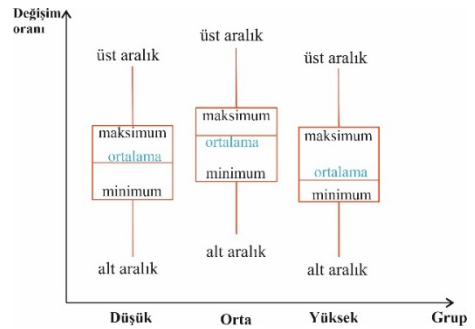 Değişim
oranı
üst aralık
maksimum
ortalama
minimum
alt aralık
üst aralık
maksimum
ortalama
minimum
alt aralık
üst aralık
maksimum
ortalama
minimum
alt aralık
Düşük
Orta
Yüksek
Grup